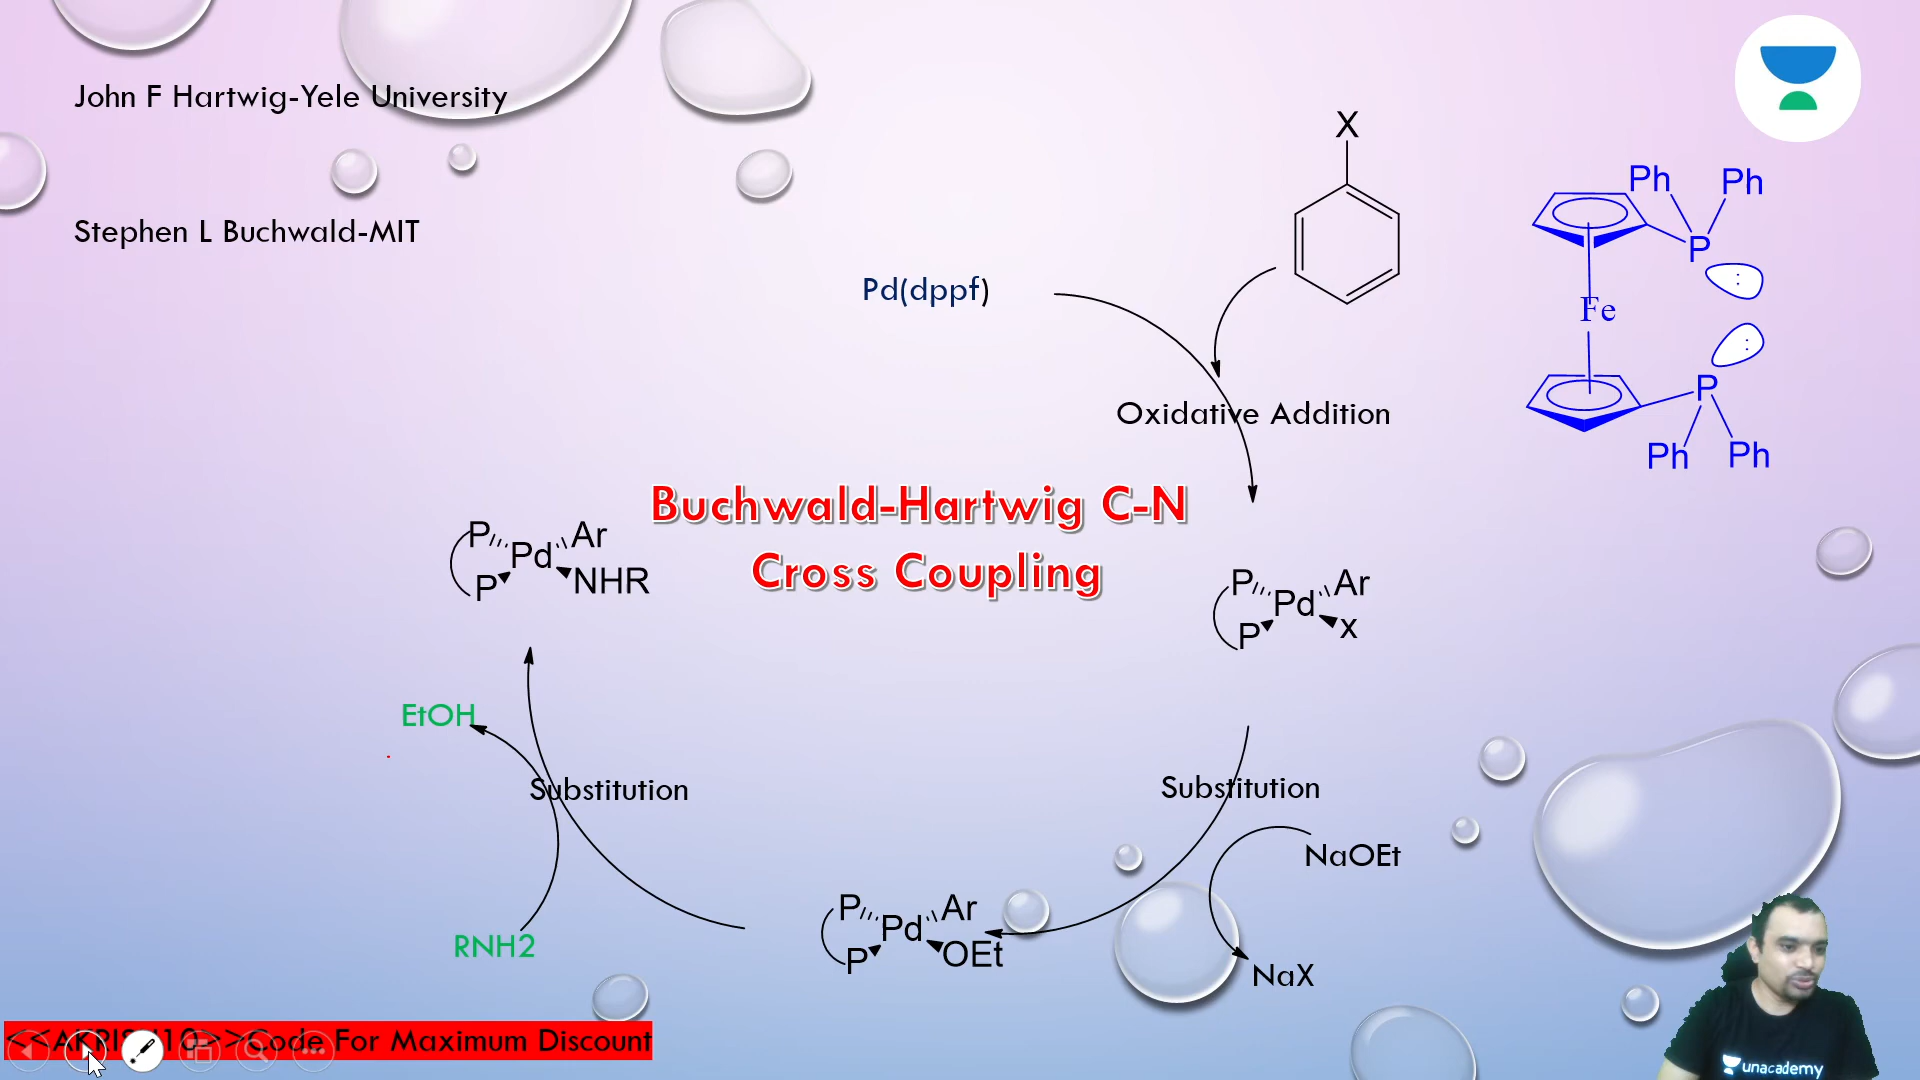 John F Hartwig-Yele University
Stephen L Buchwald-MIT
X
Ph Ph
P
:
Fe
:
P
Ph Ph
Pd(dppf)
Oxidative Addition
Buchwald-Hartwig C-N
Cross Coupling
P Ar
Pd
P NHR
P Ar
Pd
P x
EtOH
Substitution
Substitution
NaOEt
RNH2
P Ar
Pd
P OEt
NaX
Code For Maximum Discount
unacademy